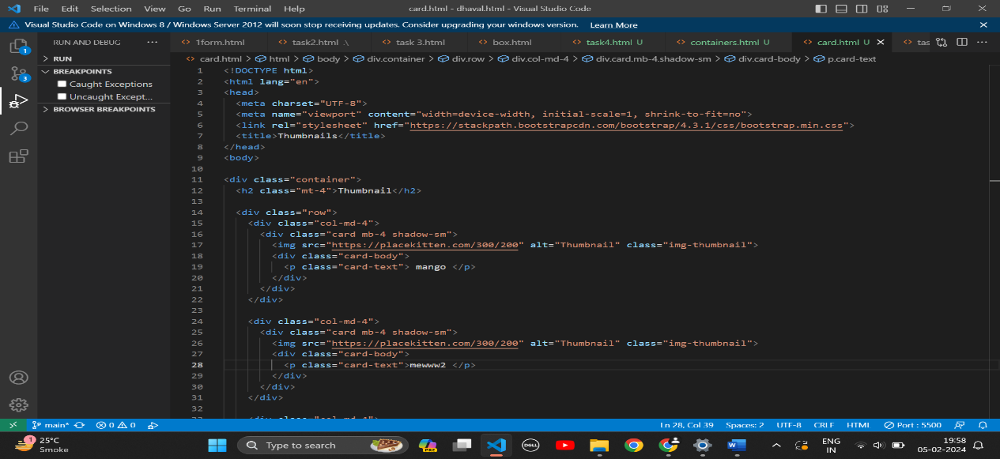 File Edit Selection View Go Run Terminal Help card.html - dhaval.html - Visual Studio Code
Visual Studio Code on Windows 8 / Windows Server 2012 will soon stop receiving updates. Consider upgrading your windows version. Learn More
RUN AND DEBUG ··· <> 1form.html <> task2.html .\ <> task 3.html <> box.html <> task4.html U <> containers.html U <> card.html U <> tas ···
1
3
> RUN
BREAKPOINTS
Caught Exceptions
Uncaught Except...
> BROWSER BREAKPOINTS
<> card.html > html > body > div.container > div.row > div.col-md-4 > div.card.mb-4.shadow-sm > div.card-body > p.card-text
1 <!DOCTYPE html>
2 <html lang="en">
3 <head>
4 <meta charset="UTF-8">
5 <meta name="viewport" content="width=device-width, initial-scale=1, shrink-to-fit=no">
6 <link rel="stylesheet" href="https://stackpath.bootstrapcdn.com/bootstrap/4.3.1/css/bootstrap.min.css">
7 <title>Thumbnails</title>
8 </head>
9 <body>
10
11 <div class="container">
12 <h2 class="mt-4">Thumbnail</h2>
13
14 <div class="row">
15 <div class="col-md-4">
16 <div class="card mb-4 shadow-sm">
17 <img src="https://placekitten.com/300/200" alt="Thumbnail" class="img-thumbnail">
18 <div class="card-body">
19 <p class="card-text"> mango </p>
20 </div>
21 </div>
22 </div>
23
24 <div class="col-md-4">
25 <div class="card mb-4 shadow-sm">
26 <img src="https://placekitten.com/300/200" alt="Thumbnail" class="img-thumbnail">
27 <div class="card-body">
28 <p class="card-text">mewww2 </p>
29 </div>
30 </div>
31 </div>
32
main* 0 0 Ln 28, Col 39 Spaces: 2 UTF-8 CRLF HTML Port : 5500
1 25°C
Smoke
Type to search
DELL
ENG
IN
19:58
05-02-2024